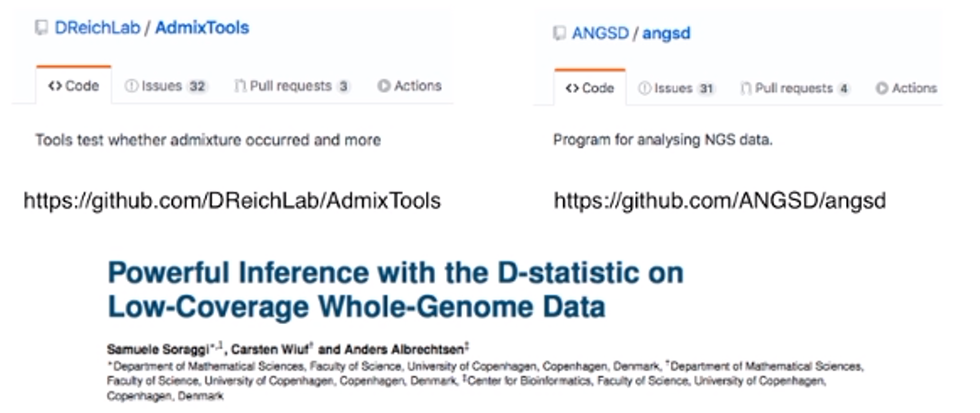 DReichLab / AdmixTools
<> Code Issues 32 Pull requests 3 Actions
Tools test whether admixture occurred and more
https://github.com/DReichLab/AdmixTools
ANGSD / angsd
<> Code Issues 31 Pull requests 4 Actions
Program for analysing NGS data.
https://github.com/ANGSD/angsd
Powerful Inference with the D-statistic on
Low-Coverage Whole-Genome Data
Samuele Soraggi*,1, Carsten Wiuf† and Anders Albrechtsen‡
*Department of Mathematical Sciences, Faculty of Science, University of Copenhagen, Copenhagen, Denmark, †Department of Mathematical Sciences,
Faculty of Science, University of Copenhagen, Copenhagen, Denmark, ‡Center for Bioinformatics, Faculty of Science, University of Copenhagen,
Copenhagen, Denmark